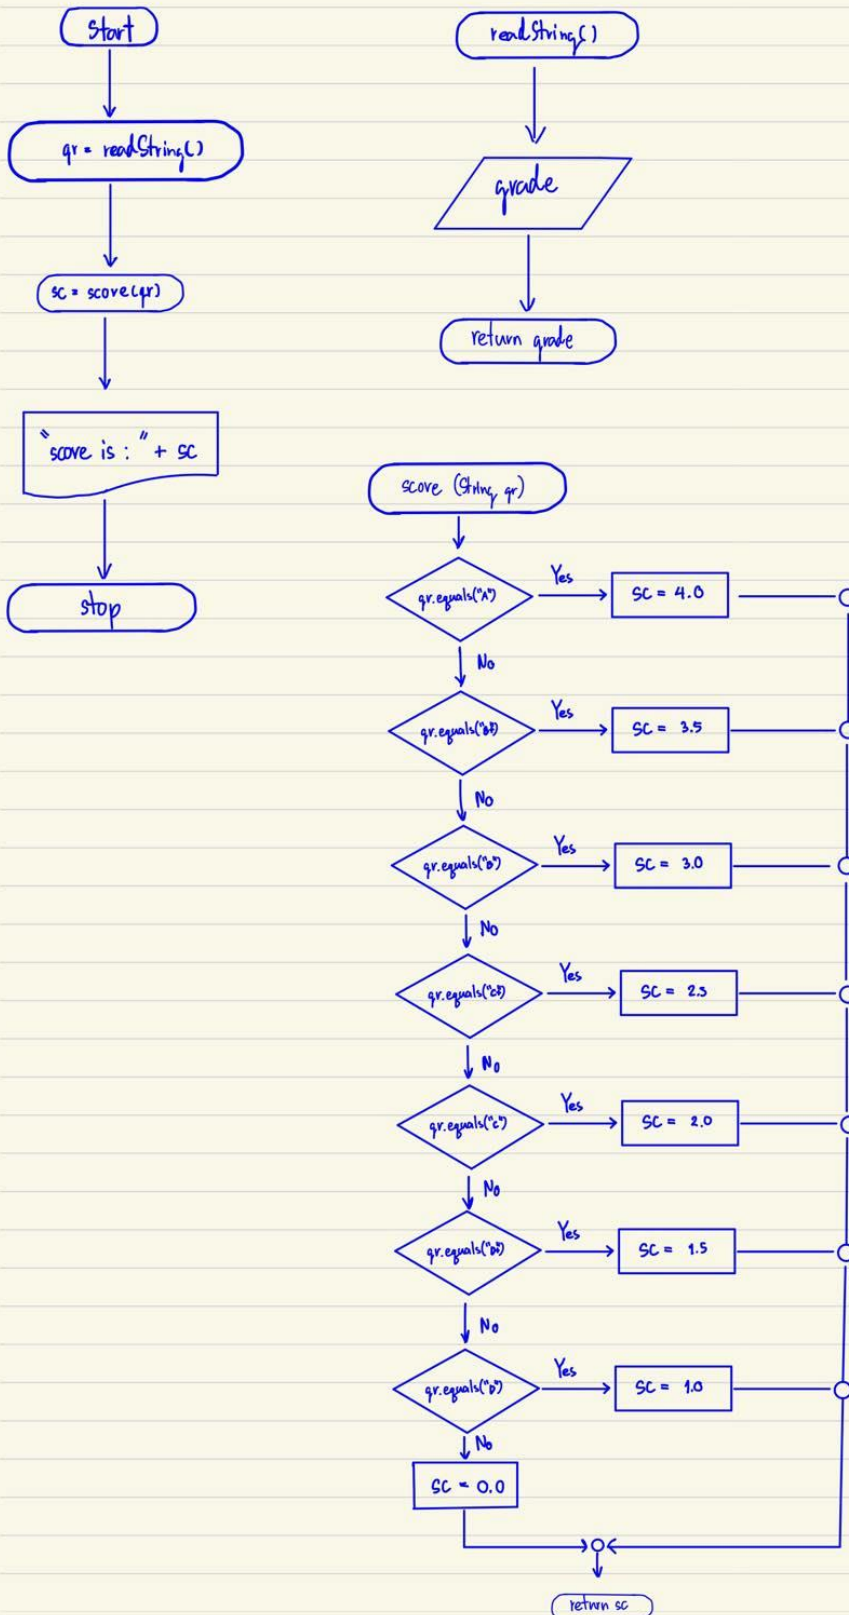 Start
gr = readString()
sc = score(gr)
"score is : " + sc
stop
readString()
grade
return grade
score (String gr)
gr.equals("A")
Yes
SC = 4.0
No
gr.equals("B+")
Yes
SC = 3.5
No
gr.equals("B")
Yes
SC = 3.0
No
gr.equals("C+")
Yes
SC = 2.5
No
gr.equals("C")
Yes
SC = 2.0
No
gr.equals("D+")
Yes
SC = 1.5
No
gr.equals("D")
Yes
SC = 1.0
No
SC = 0.0
return sc